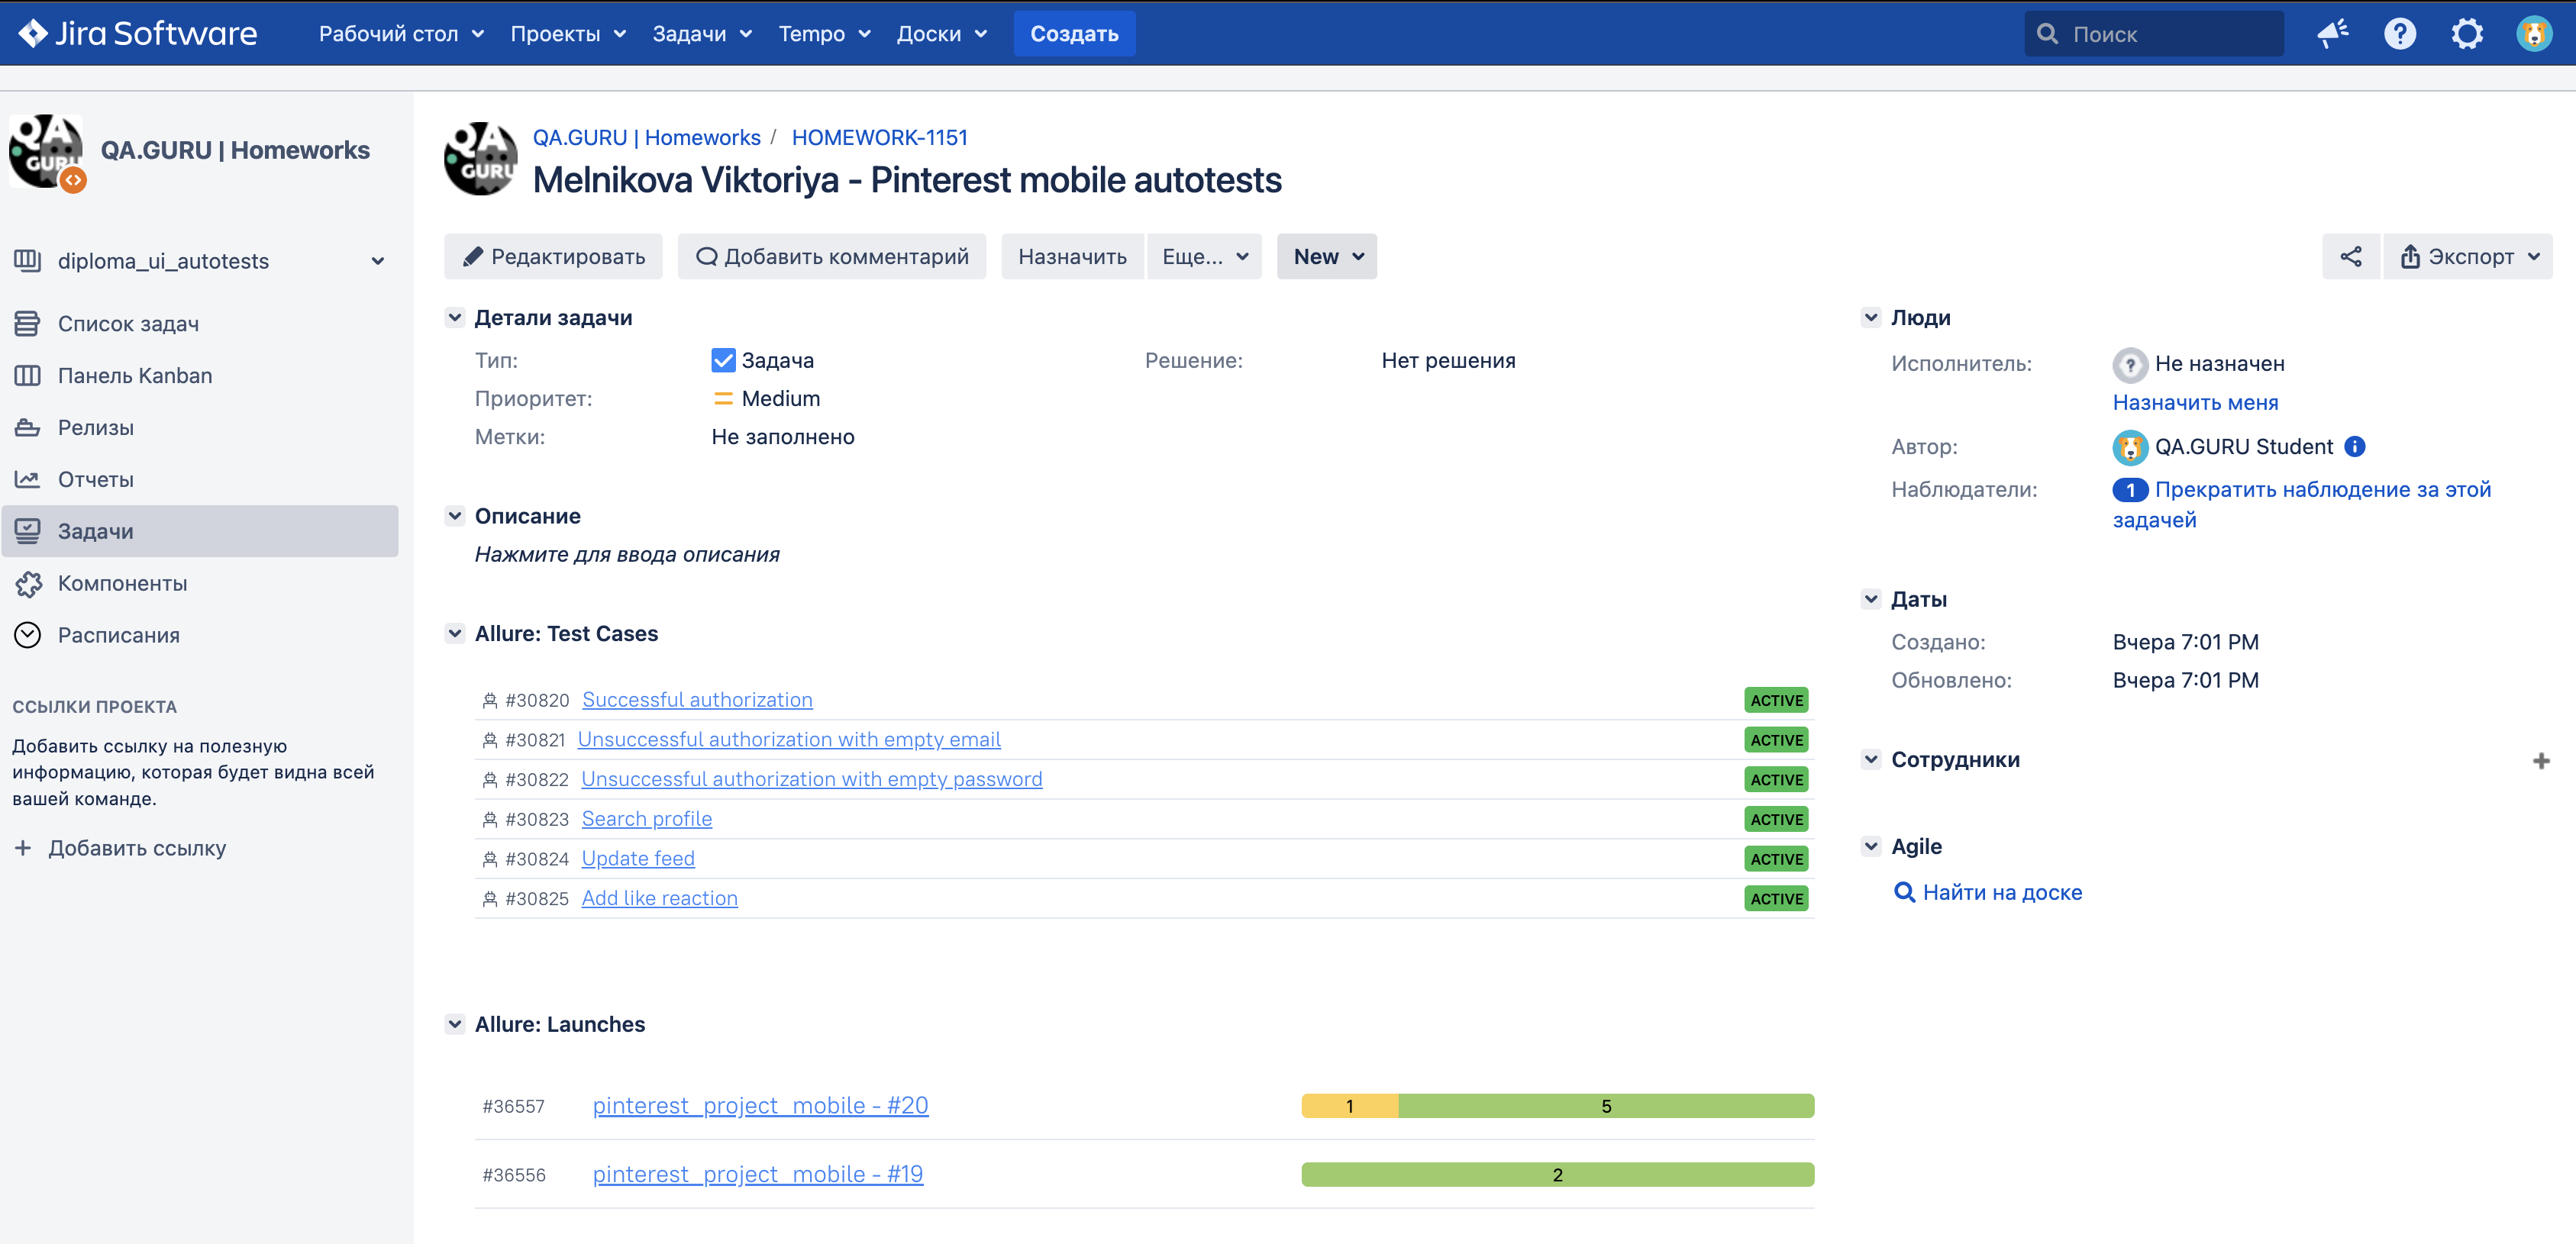 Jira Software
Рабочий стол
Проекты
Задачи
Tempo
Доски
Создать
Поиск
QA GURU
QA.GURU | Homeworks
diploma_ui_autotests
Список задач
Панель Kanban
Релизы
Отчеты
Задачи
Компоненты
Расписания
ССЫЛКИ ПРОЕКТА
Добавить ссылку на полезную
информацию, которая будет видна всей
вашей команде.
+ Добавить ссылку
QA GURU
QA.GURU | Homeworks / HOMEWORK-1151
Melnikova Viktoriya - Pinterest mobile autotests
Редактировать
Добавить комментарий
Назначить
Еще...
New
Экспорт
Детали задачи
Тип: Задача
Решение: Нет решения
Приоритет: Medium
Метки: Не заполнено
Описание
Нажмите для ввода описания
Allure: Test Cases
#30820 Successful authorization ACTIVE
#30821 Unsuccessful authorization with empty email ACTIVE
#30822 Unsuccessful authorization with empty password ACTIVE
#30823 Search profile ACTIVE
#30824 Update feed ACTIVE
#30825 Add like reaction ACTIVE
Allure: Launches
#36557 pinterest_project_mobile - #20 1 5
#36556 pinterest_project_mobile - #19 2
Люди
Исполнитель: Не назначен
Назначить меня
Автор: QA.GURU Student
Наблюдатели: 1 Прекратить наблюдение за этой
задачей
Даты
Создано: Вчера 7:01 PM
Обновлено: Вчера 7:01 PM
Сотрудники
Agile
Найти на доске